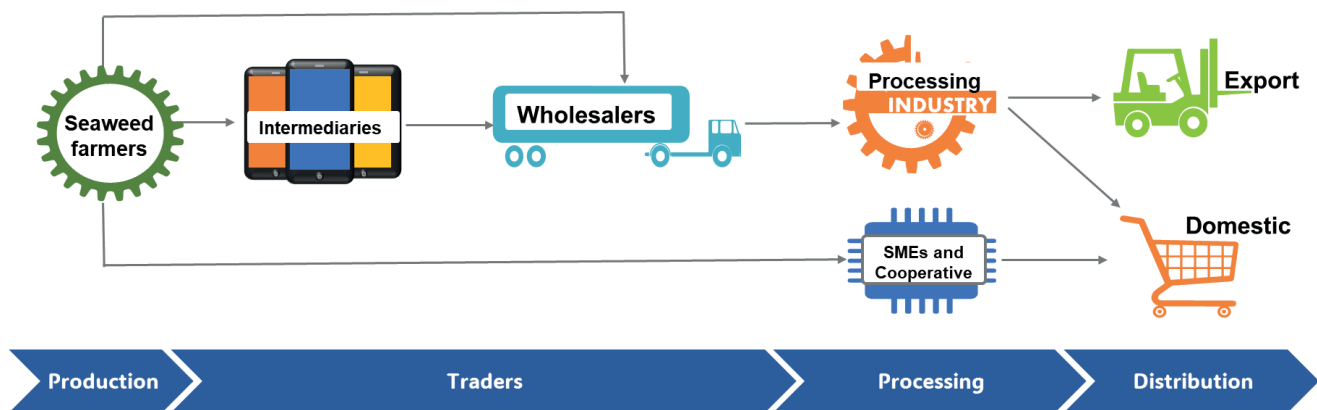 Seaweed
farmers
Intermediaries
Wholesalers
Processing
INDUSTRY
Export
SMEs and
Cooperative
Domestic
Production
Traders
Processing
Distribution